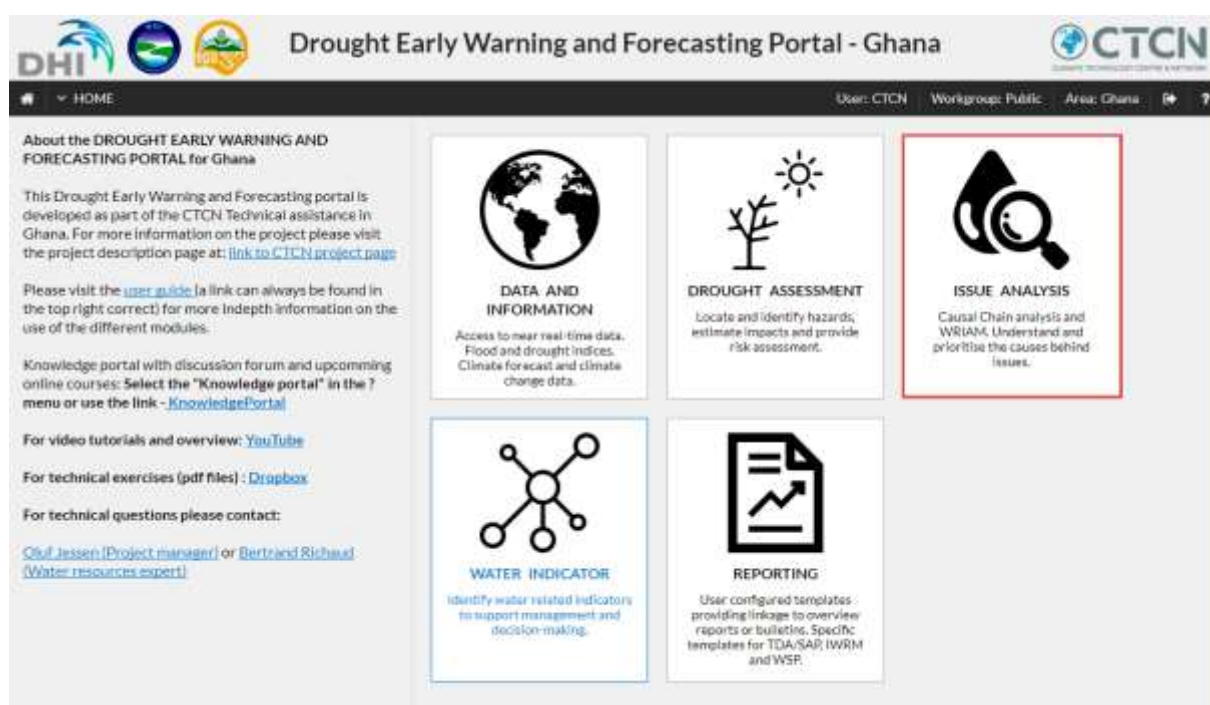 DHI
Drought Early Warning and Forecasting Portal - Ghana
CTCN
HOME
User: CTCN
Workgroup: Public
Area: Ghana
?
About the DROUGHT EARLY WARNING AND
FORECASTING PORTAL for Ghana
This Drought Early Warning and Forecasting portal is
developed as part of the CTCN Technical assistance in
Ghana. For more information on the project please visit
the project description page at: link to CTCN project page
Please visit the user guide (a link can always be found in
the top right correct) for more indepth information on the
use of the different modules.
Knowledge portal with discussion forum and upcomming
online courses: Select the "Knowledge portal" in the ?
menu or use the link - KnowledgePortal
For video tutorials and overview: YouTube
For technical exercises (pdf files) : Dropbox
For technical questions please contact:
Oluf Jessen (Project manager) or Bertrand Richaud
(Water resources expert)
DATA AND
INFORMATION
Access to near real-time data.
Flood and drought indices.
Climate forecast and climate
change data.
DROUGHT ASSESSMENT
Locate and identify hazards,
estimate impacts and provide
risk assessment.
ISSUE ANALYSIS
Causal Chain analysis and
WRIAM. Understand and
prioritise the causes behind
issues.
WATER INDICATOR
Identify water related indicators
to support management and
decision-making.
REPORTING
User configured templates
providing linkage to overview
reports or bulletins. Specific
templates for TDA/SAP, IWRM
and WSP.